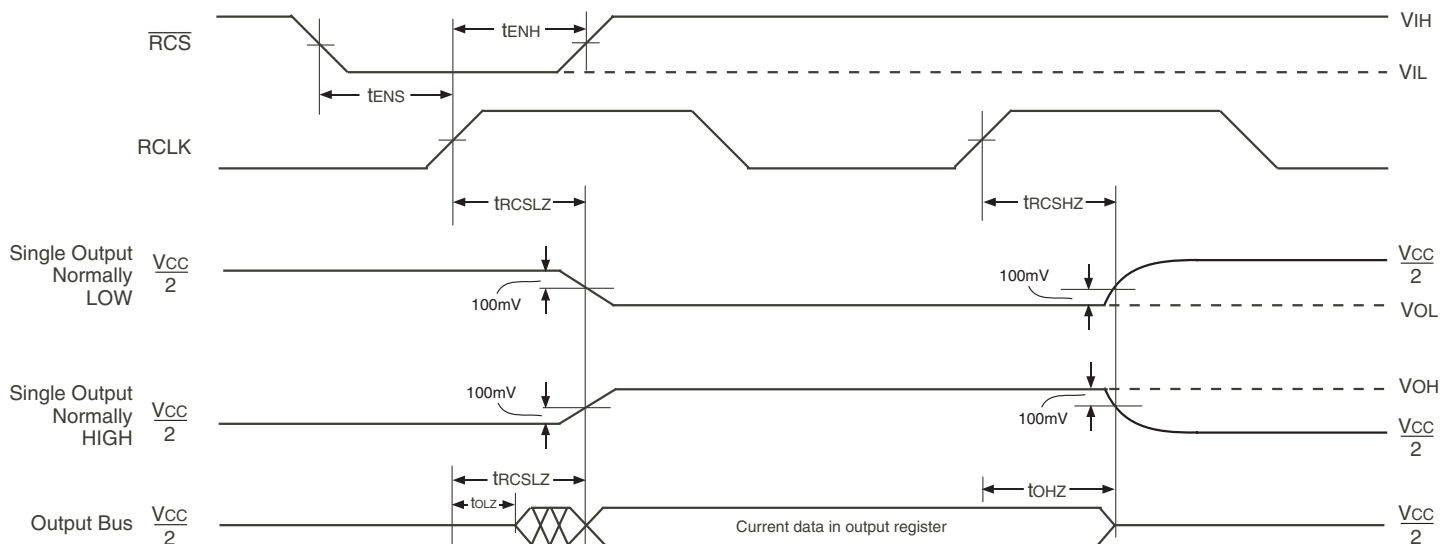 tENH
VIH
RCS
VIL
tENS
RCLK
tRCSLZ
tRCSHZ
Single Output
Normally
LOW
VCC
2
100mV
100mV
VCC
2
VOL
Single Output
Normally
HIGH
VCC
2
100mV
100mV
VOH
VCC
2
tRCSLZ
tOLZ
tOHZ
Output Bus
VCC
2
Current data in output register
VCC
2